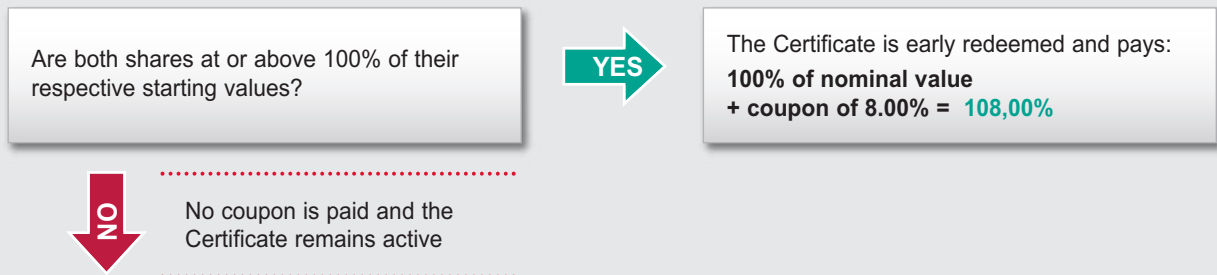 Are both shares at or above 100% of their
respective starting values?
YES
The Certificate is early redeemed and pays:
100% of nominal value
+ coupon of 8.00% = 108,00%
NO
No coupon is paid and the
Certificate remains active